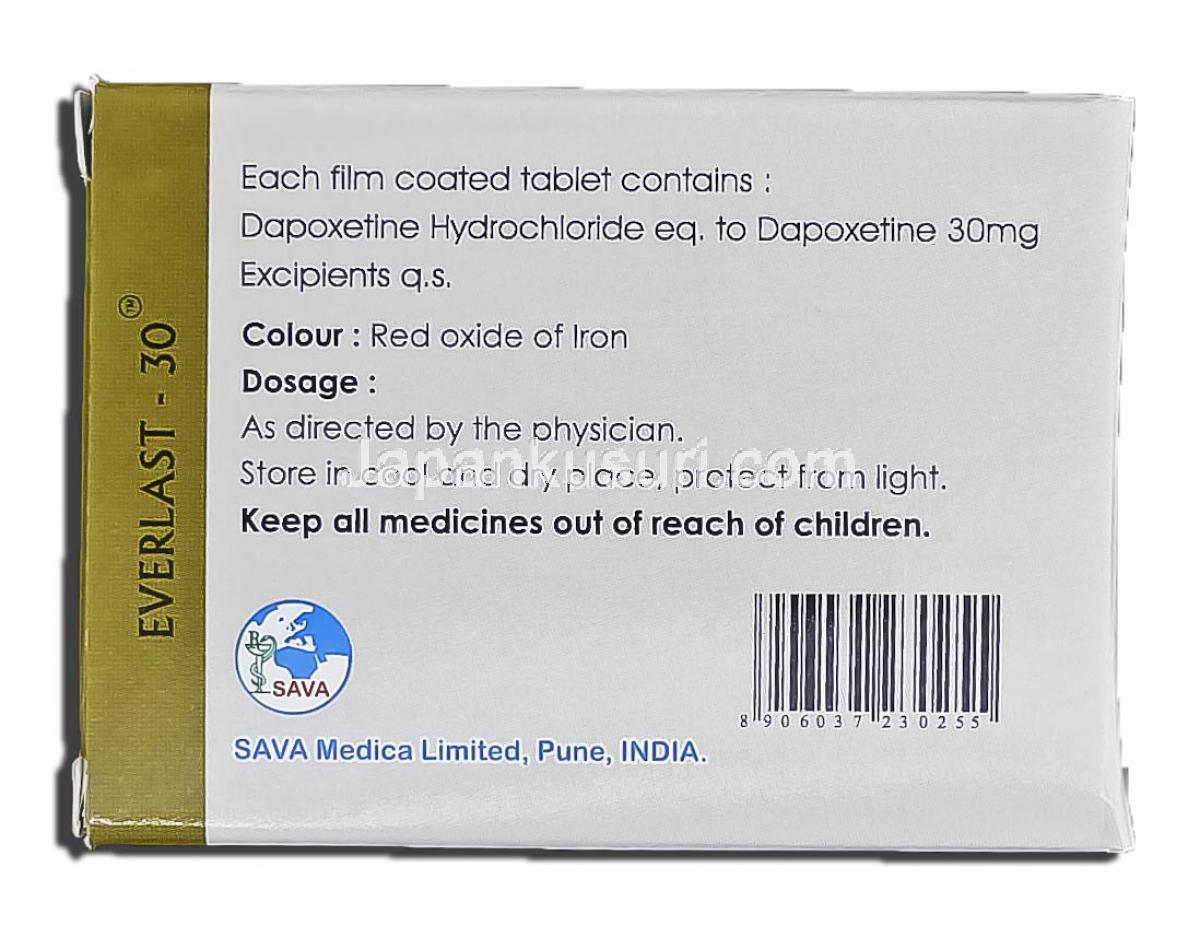 EVERLAST - 30™
Each film coated tablet contains :
Dapoxetine Hydrochloride eq. to Dapoxetine 30mg
Excipients q.s.
Colour : Red oxide of Iron
Dosage :
As directed by the physician.
Japankusuri.com
Store in cool and dry place, protect from light.
Keep all medicines out of reach of children.
Rx
SAVA
SAVA Medica Limited, Pune, INDIA.
8 906037 230255